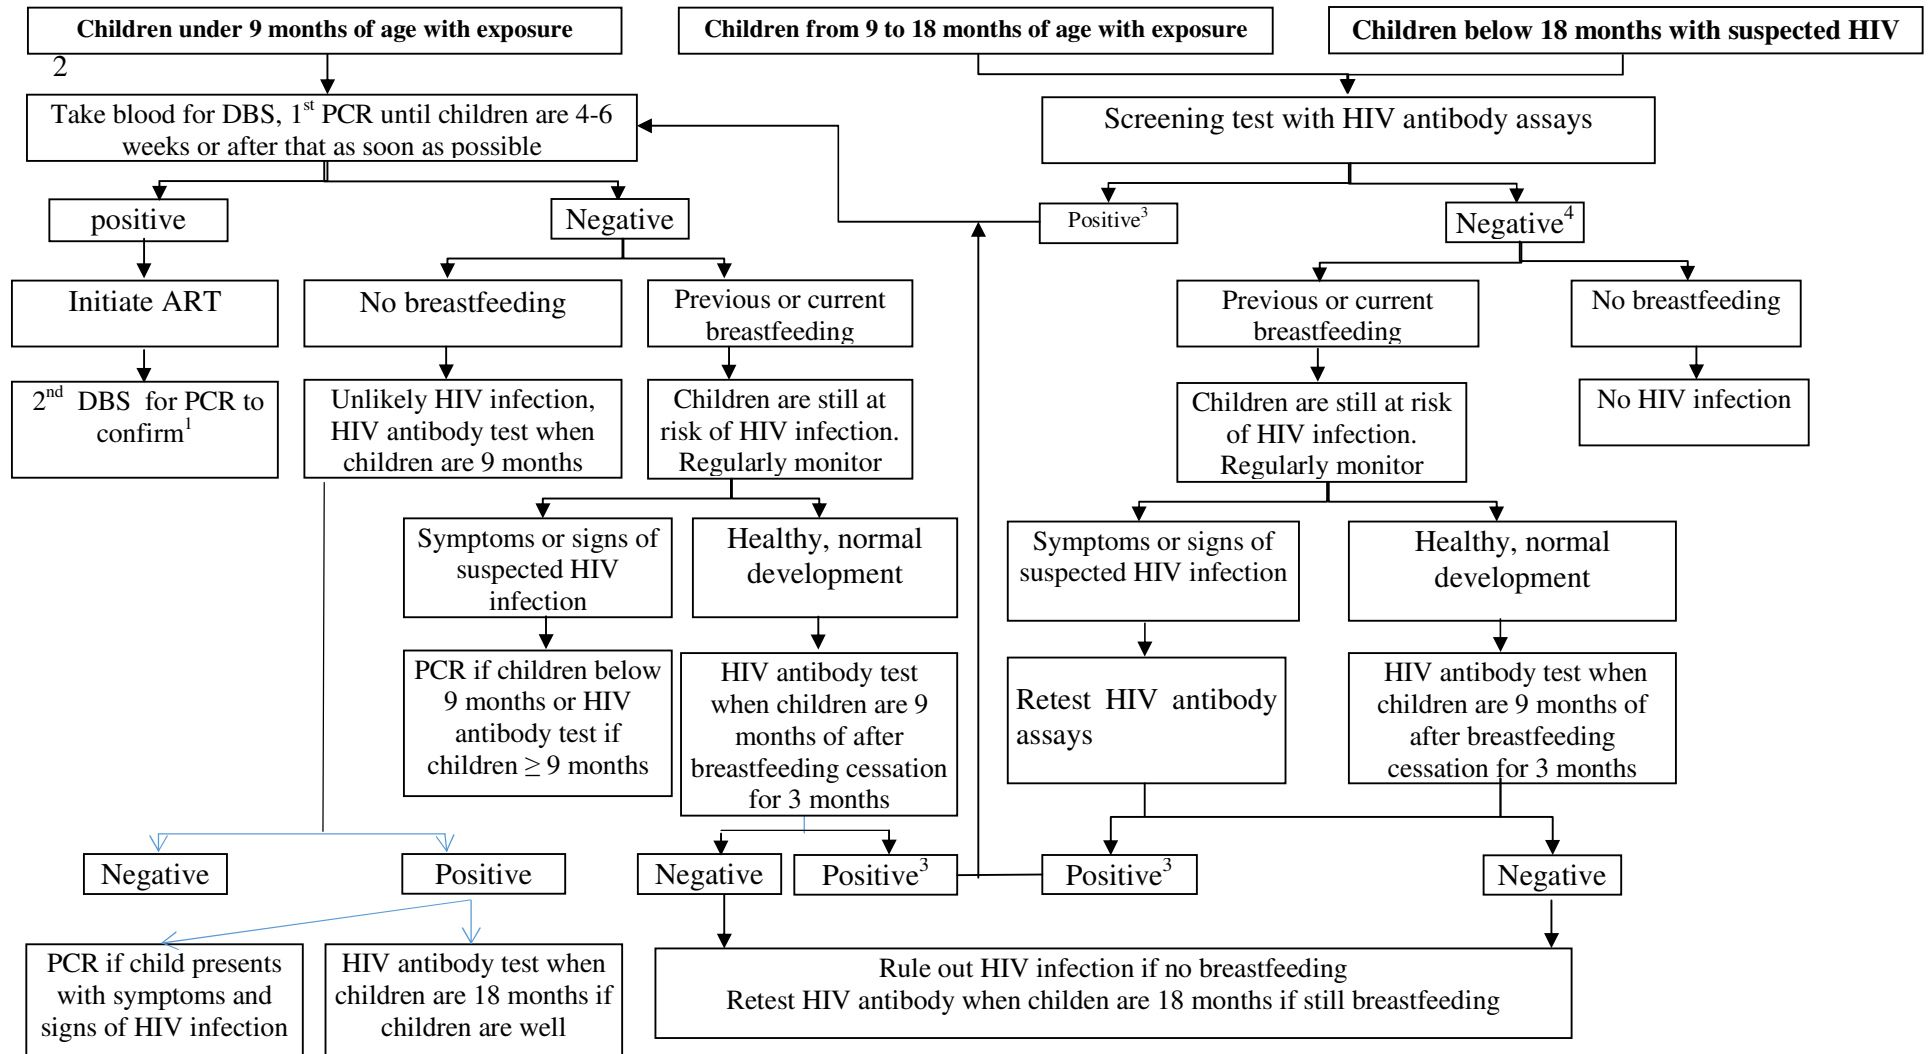 Children under 9 months of age with exposure
Children from 9 to 18 months of age with exposure
Children below 18 months with suspected HIV
2
Take blood for DBS, 1st PCR until children are 4-6
weeks or after that as soon as possible
Screening test with HIV antibody assays
positive
Negative
Positive3
Negative4
Initiate ART
No breastfeeding
Previous or current
breastfeeding
Previous or current
breastfeeding
No breastfeeding
2nd DBS for PCR to
confirm1
Unlikely HIV infection,
HIV antibody test when
children are 9 months
Children are still at
risk of HIV infection.
Regularly monitor
Children are still at risk
of HIV infection.
Regularly monitor
No HIV infection
Symptoms or signs of
suspected HIV
infection
Healthy, normal
development
Symptoms or signs of
suspected HIV infection
Healthy, normal
development
PCR if children below
9 months or HIV
antibody test if
children ≥ 9 months
HIV antibody test
when children are 9
months of after
breastfeeding cessation
for 3 months
Retest HIV antibody
assays
HIV antibody test when
children are 9 months of
after breastfeeding
cessation for 3 months
Negative
Positive
Negative
Positive3
Positive3
Negative
PCR if child presents
with symptoms and
signs of HIV infection
HIV antibody test when
children are 18 months if
children are well
Rule out HIV infection if no breastfeeding
Retest HIV antibody when childen are 18 months if still breastfeeding